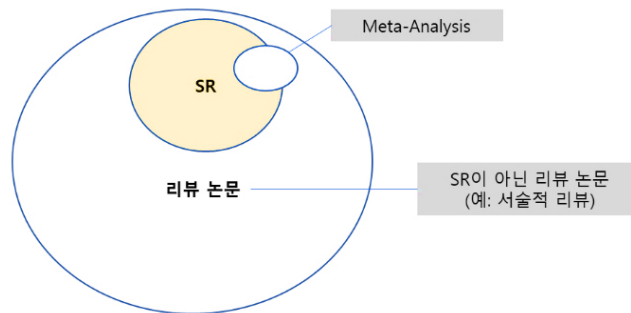 Meta-Analysis
SR
리뷰 논문
SR이 아닌 리뷰 논문
(예: 서술적 리뷰)